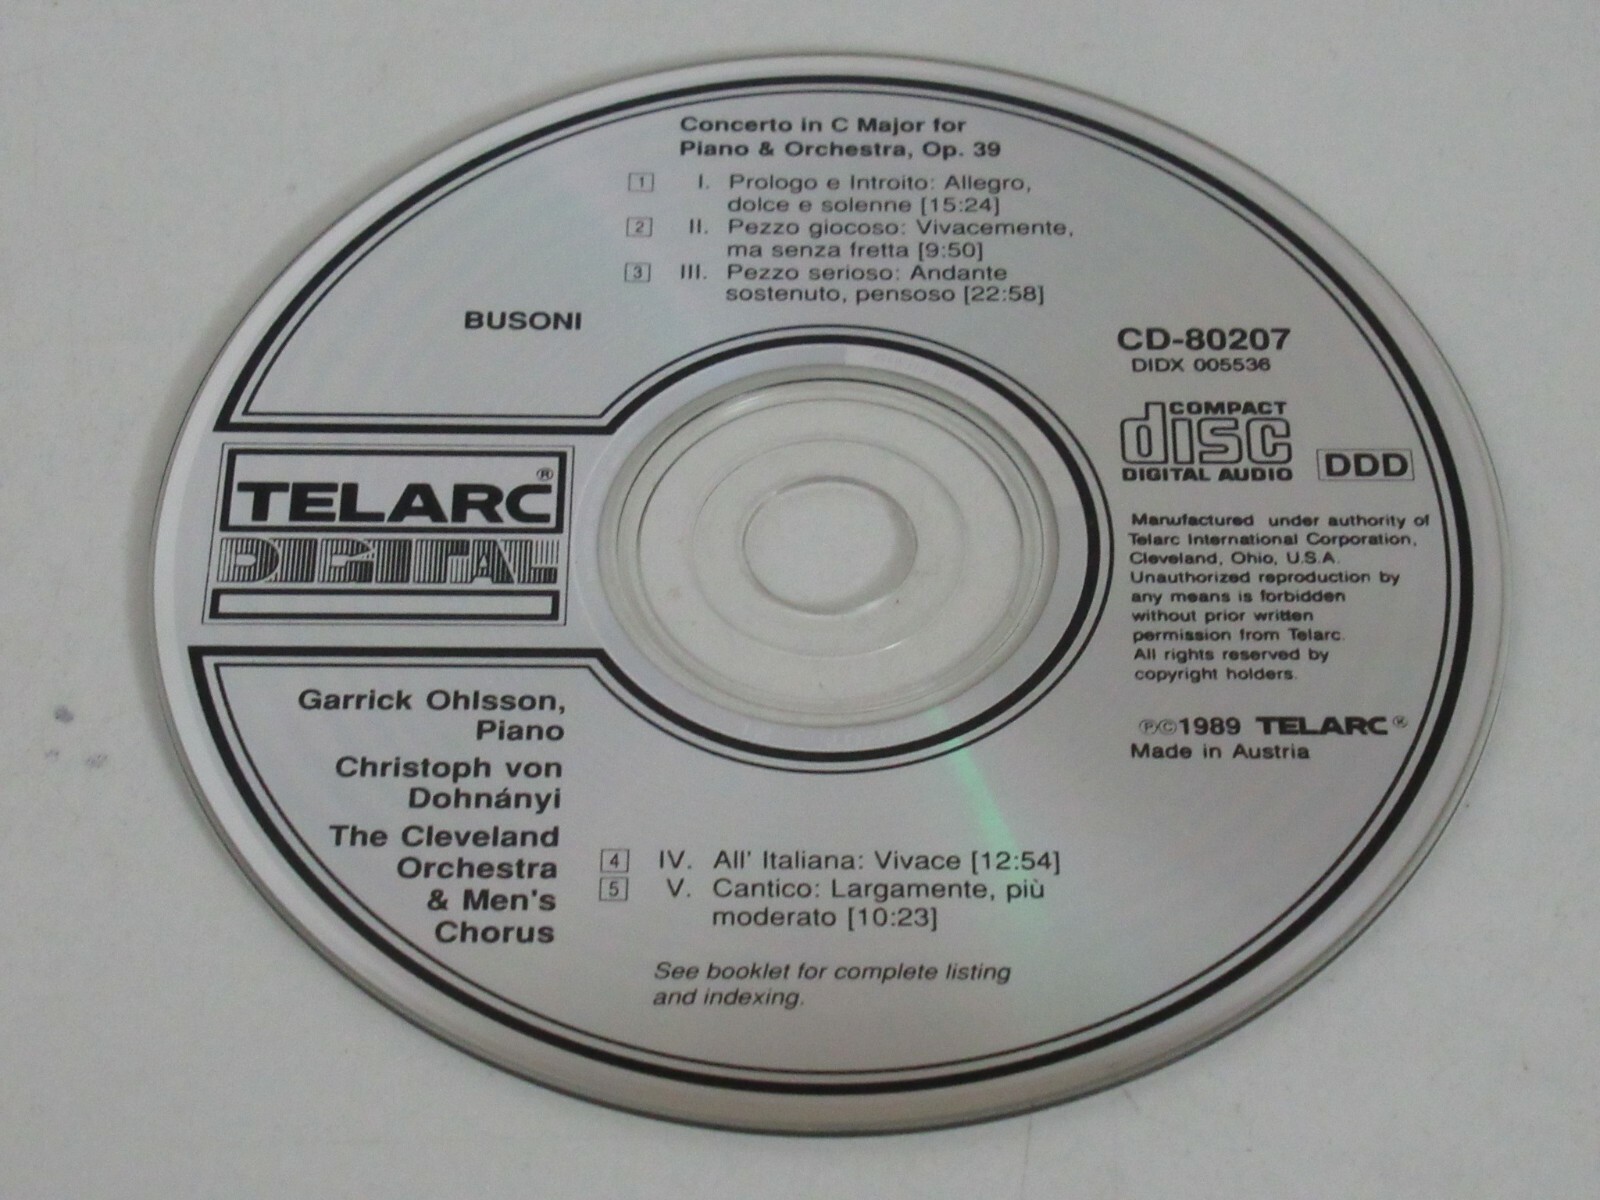 Concerto in C Major for
Piano & Orchestra, Op. 39
1 I. Prologo e Introito: Allegro,
dolce e solenne [15:24]
2 II. Pezzo giocoso: Vivacemente,
ma senza fretta [9:50]
3 III. Pezzo serioso: Andante
sostenuto, pensoso [22:58]
BUSONI
CD-80207
DIDX 005536
COMPACT
disc
DIGITAL AUDIO
DDD
TELARC®
DIGITAL
Manufactured under authority of
Telarc International Corporation,
Cleveland, Ohio, U.S.A.
Unauthorized reproduction by
any means is forbidden
without prior written
permission from Telarc.
All rights reserved by
copyright holders.
℗©1989 TELARC®
Made in Austria
Garrick Ohlsson,
Piano
Christoph von
Dohnányi
The Cleveland
Orchestra
& Men's
Chorus
4 IV. All' Italiana: Vivace [12:54]
5 V. Cantico: Largamente, più
moderato [10:23]
See booklet for complete listing
and indexing.